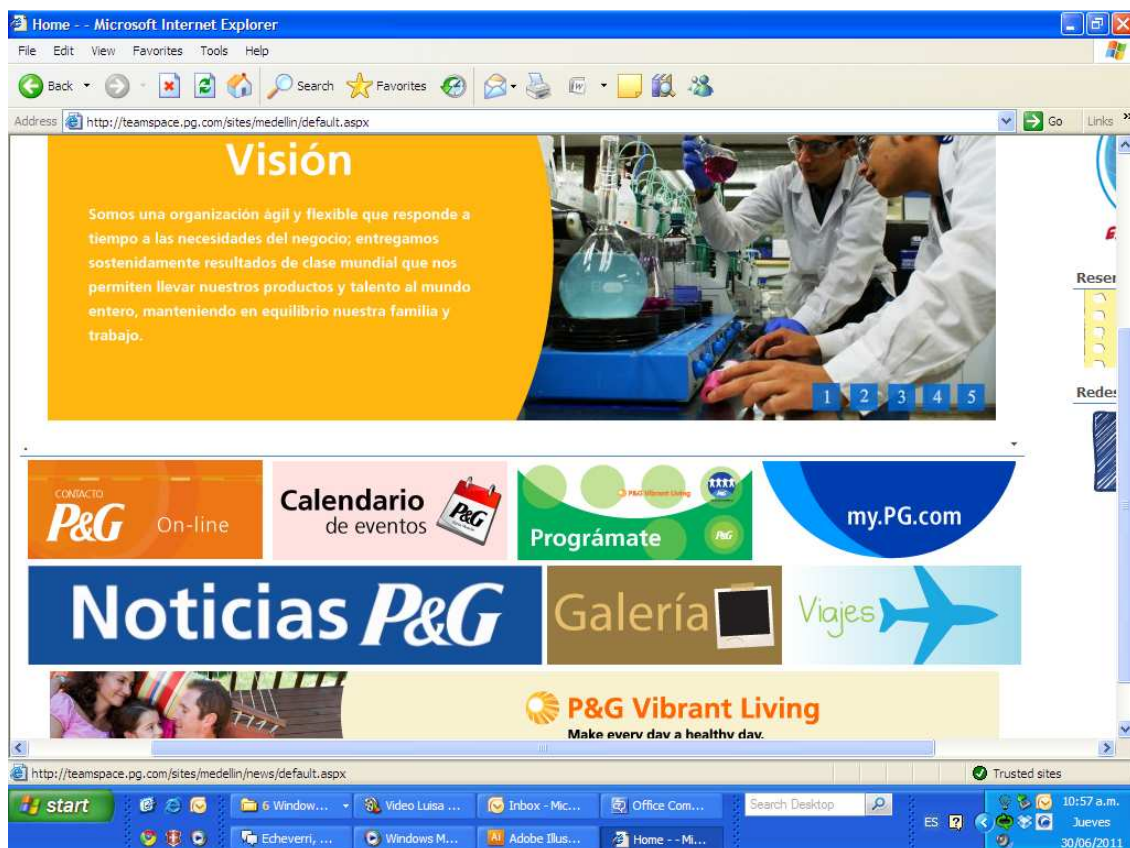 Home - - Microsoft Internet Explorer
File Edit View Favorites Tools Help
Back Search Favorites
Address http://teamspace.pg.com/sites/medellin/default.aspx Go Links »
Visión
Somos una organización ágil y flexible que responde a
tiempo a las necesidades del negocio; entregamos
sostenidamente resultados de clase mundial que nos
permiten llevar nuestros productos y talento al mundo
entero, manteniendo en equilibrio nuestra familia y
trabajo.
1 2 3 4 5
Reser
Redes
CONTACTO
P&G On-line
Calendario
de eventos
P&G
P&G Vibrant Living
Prográmate
P&G
my.PG.com
Noticias P&G
Galería
Viajes
P&G Vibrant Living
Make every day a healthy day.
http://teamspace.pg.com/sites/medellin/news/default.aspx Trusted sites
start 6 Window... Video Luisa ... Inbox - Mic... Office Com... Search Desktop ES 10:57 a.m.
Echeverri, ... Windows M... Adobe Illus... Home - - Mi... Jueves
30/06/2011